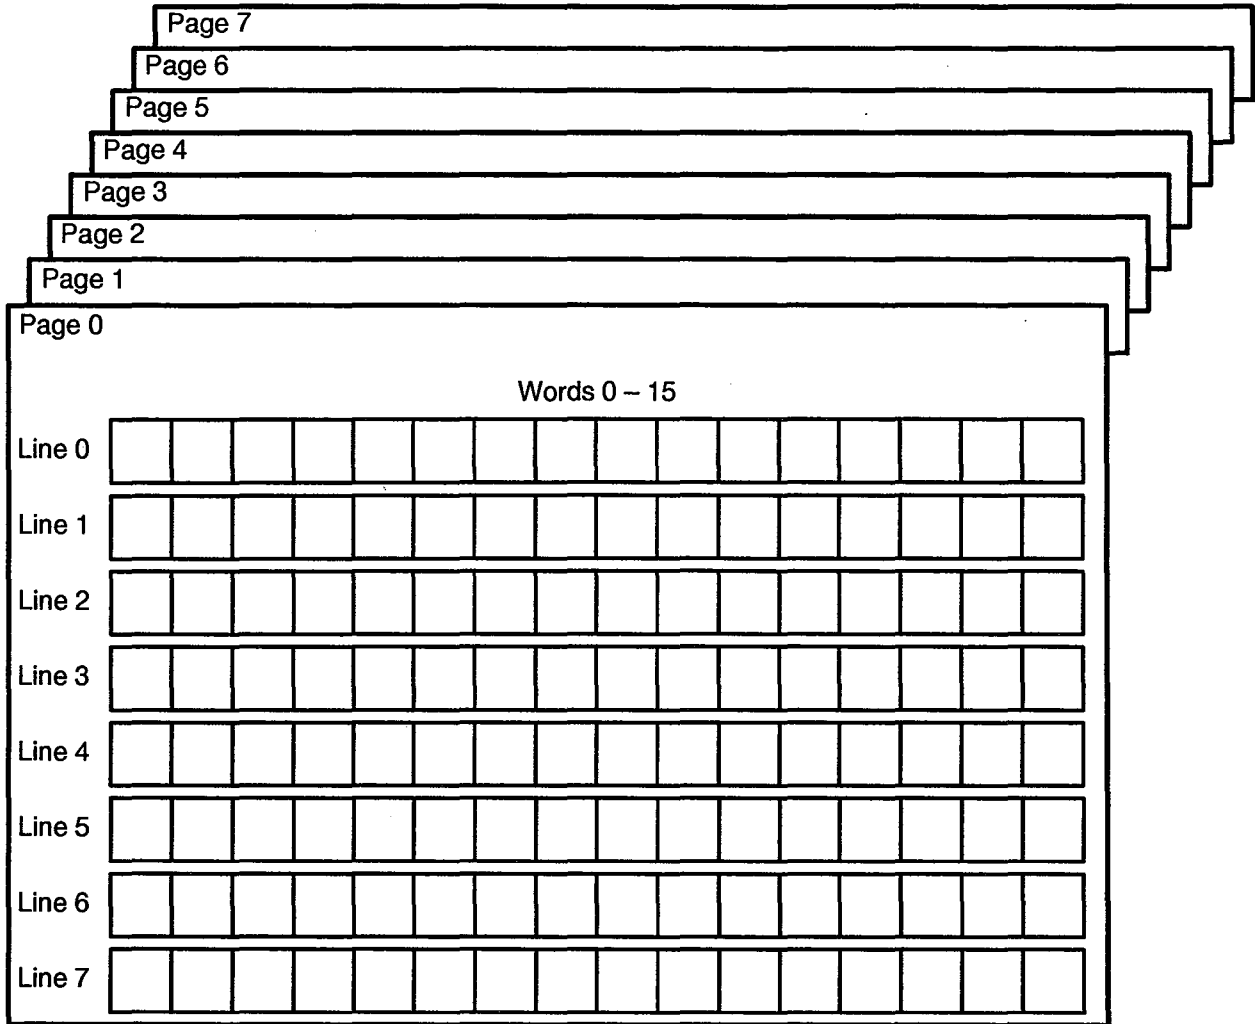 Page 7
Page 6
Page 5
Page 4
Page 3
Page 2
Page 1
Page 0
Words 0 – 15
Line 0
Line 1
Line 2
Line 3
Line 4
Line 5
Line 6
Line 7